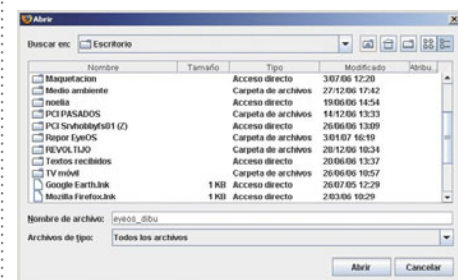 Abrir
Buscar en: Escritorio
Nombre Tamaño Tipo Modificado Atribu...
Maquetacion Acceso directo 3/07/06 12:20
Medio ambiente Carpeta de archivos 27/12/06 17:42
noelia Acceso directo 19/06/06 14:54
PCI PASADOS Carpeta de archivos 14/12/06 13:33
PCI Srvhobbyfs01 (Z) Acceso directo 26/06/06 13:09
Repor EyeOS Carpeta de archivos 3/01/07 16:19
REVOLTIJO Carpeta de archivos 20/12/06 10:34
Textos recibidos Acceso directo 20/06/06 13:37
TV móvil Carpeta de archivos 26/06/06 10:57
Google Earth.lnk 1 KB Acceso directo 26/07/05 12:29
Mozilla Firefox.lnk 1 KB Acceso directo 2/03/06 10:29
Nombre de archivo: eyeos_dibu
Archivos de tipo: Todos los archivos
Abrir Cancelar